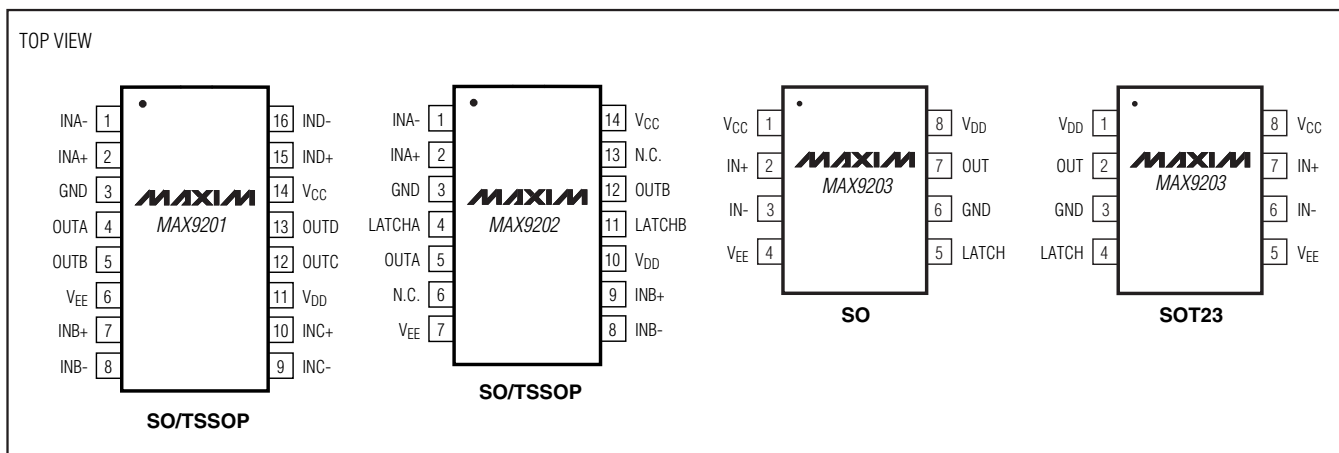 TOP VIEW
INA- 1
INA+ 2
GND 3
OUTA 4
OUTB 5
VEE 6
INB+ 7
INB- 8
16 IND-
15 IND+
14 VCC
13 OUTD
12 OUTC
11 VDD
10 INC+
9 INC-
MAXIM
MAX9201
SO/TSSOP
INA- 1
INA+ 2
GND 3
LATCHA 4
OUTA 5
N.C. 6
VEE 7
14 VCC
13 N.C.
12 OUTB
11 LATCHB
10 VDD
9 INB+
8 INB-
MAXIM
MAX9202
SO/TSSOP
VCC 1
IN+ 2
IN- 3
VEE 4
8 VDD
7 OUT
6 GND
5 LATCH
MAXIM
MAX9203
SO
VDD 1
OUT 2
GND 3
LATCH 4
8 VCC
7 IN+
6 IN-
5 VEE
MAXIM
MAX9203
SOT23